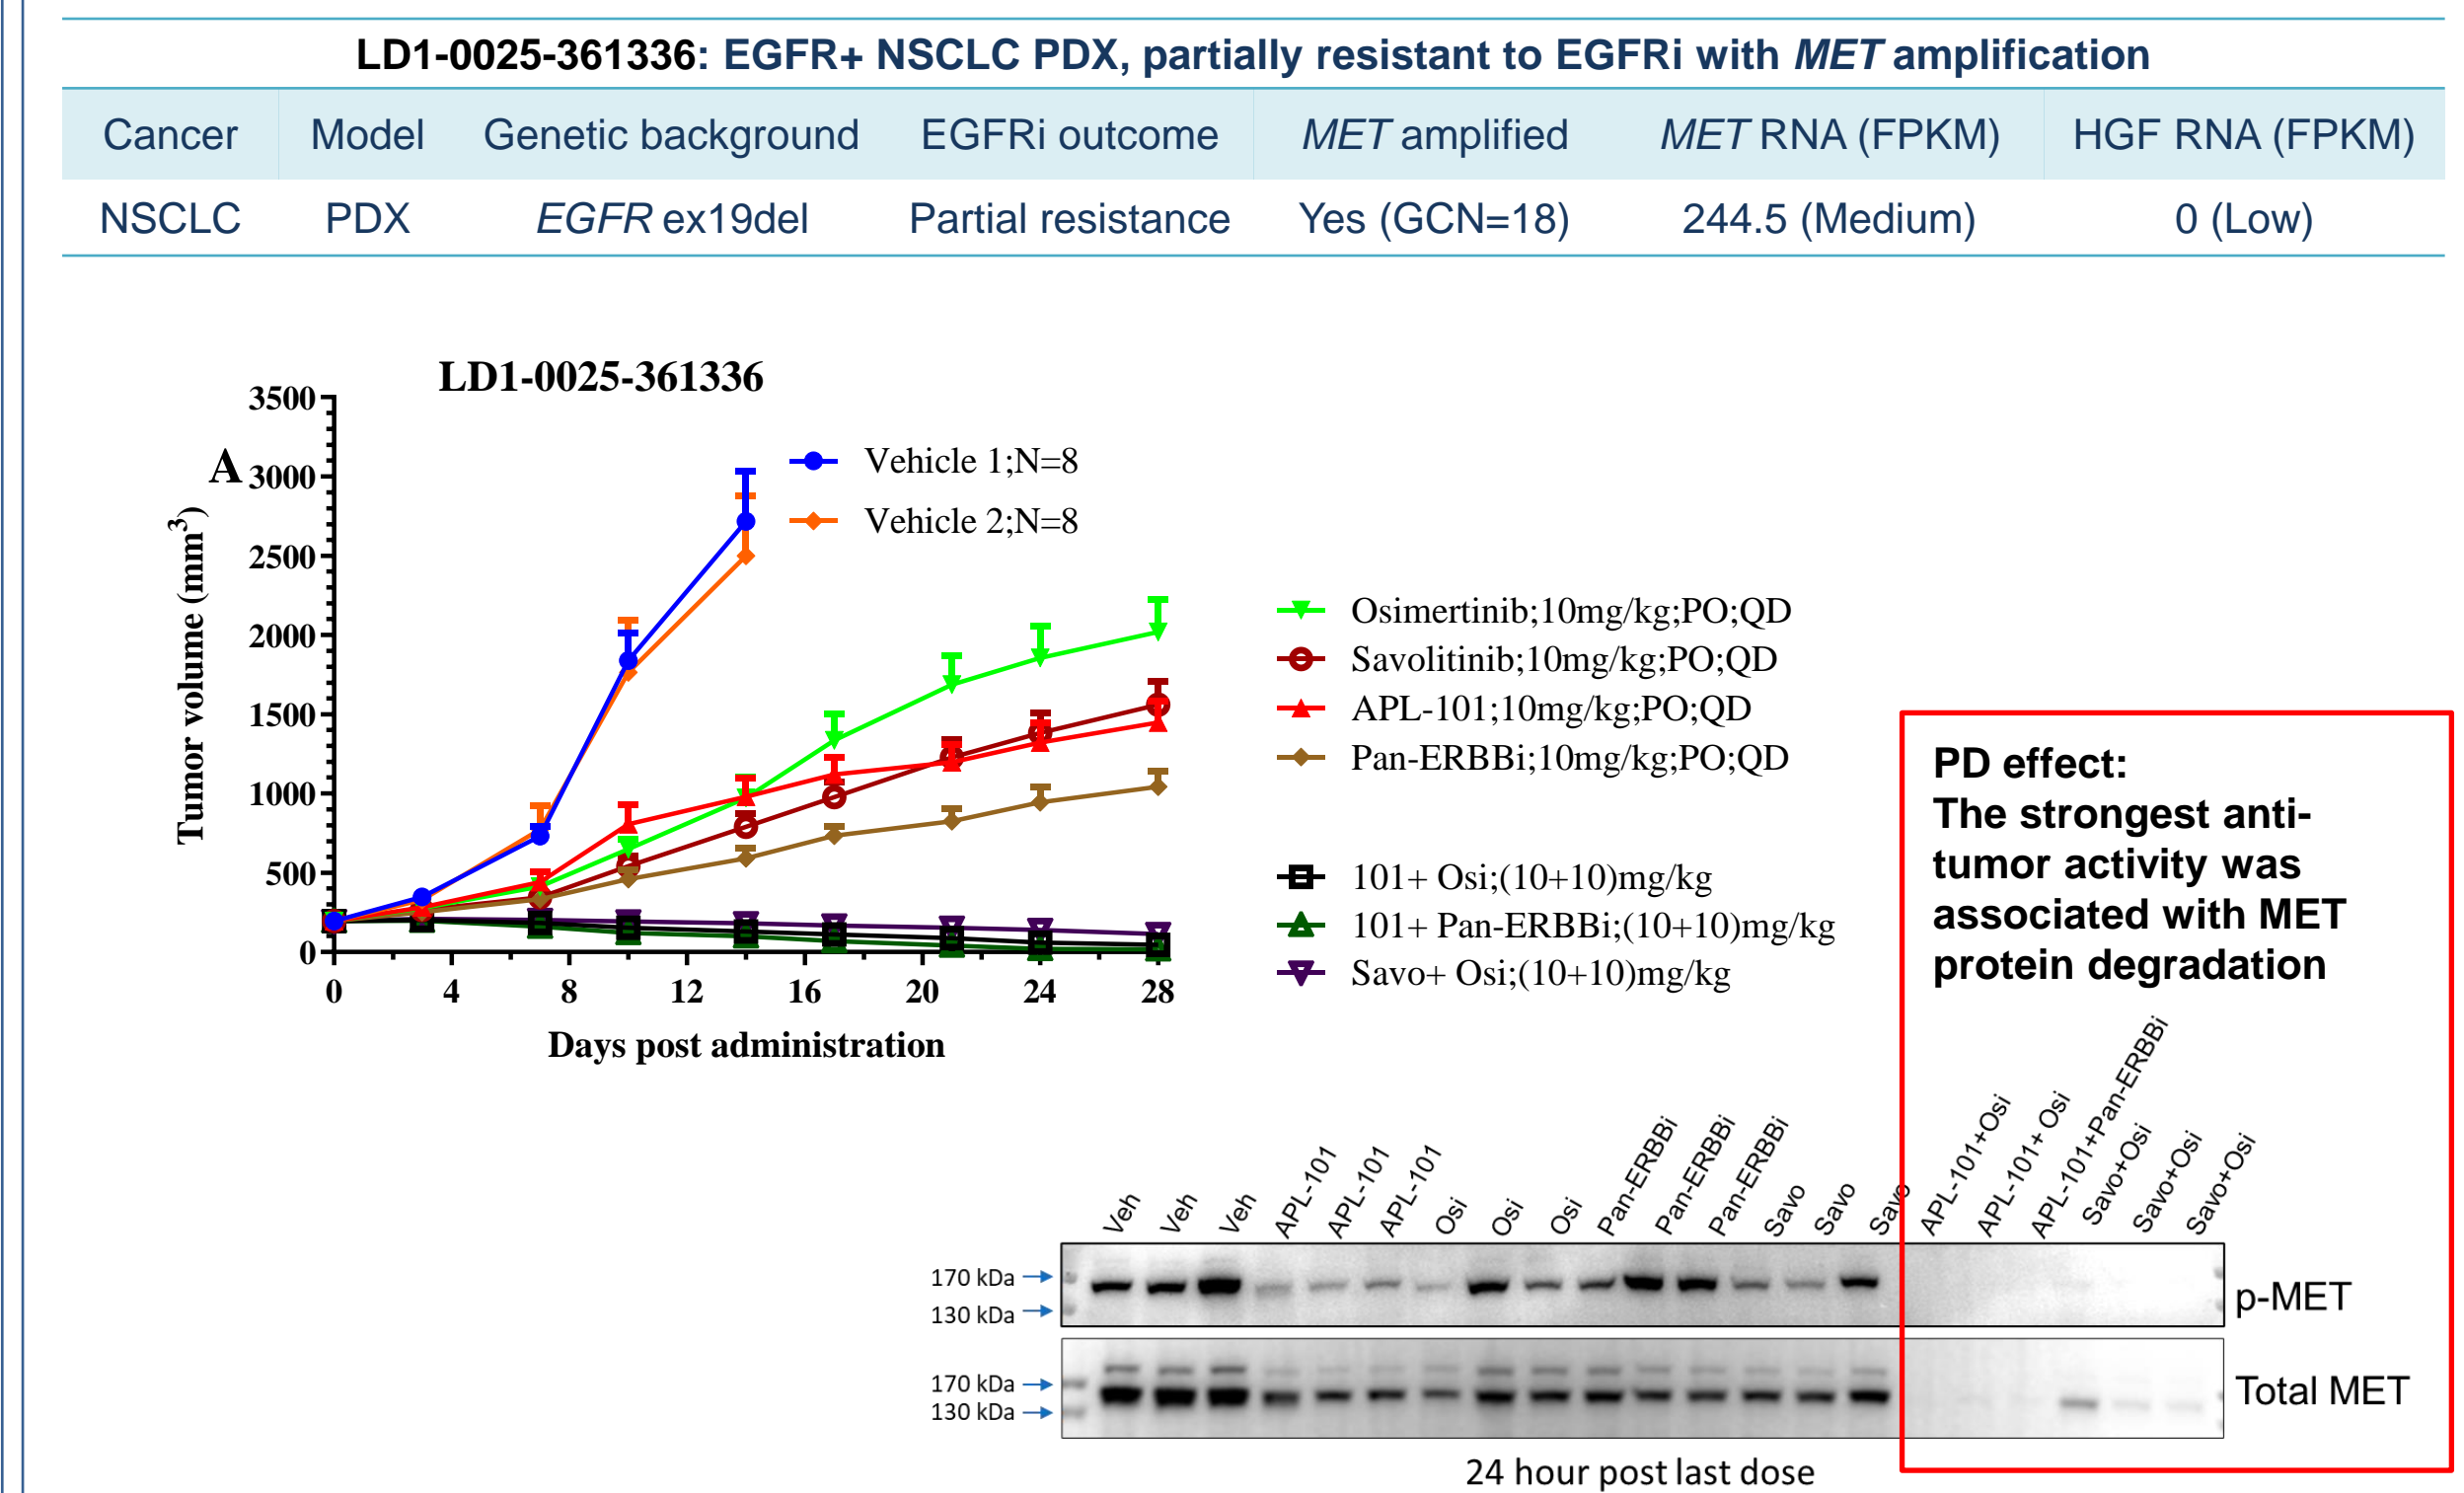 LD1-0025-361336: EGFR+ NSCLC PDX, partially resistant to EGFRi with MET amplification
Cancer Model Genetic background EGFRi outcome MET amplified MET RNA (FPKM) HGF RNA (FPKM)
NSCLC PDX EGFR ex19del Partial resistance Yes (GCN=18) 244.5 (Medium) 0 (Low)
LD1-0025-361336
A
Tumor volume (mm³)
3500
3000
2500
2000
1500
1000
500
0
0 4 8 12 16 20 24 28
Days post administration
Vehicle 1;N=8
Vehicle 2;N=8
Osimertinib;10mg/kg;PO;QD
Savolitinib;10mg/kg;PO;QD
APL-101;10mg/kg;PO;QD
Pan-ERBBi;10mg/kg;PO;QD
101+ Osi;(10+10)mg/kg
101+ Pan-ERBBi;(10+10)mg/kg
Savo+ Osi;(10+10)mg/kg
PD effect:
The strongest anti-
tumor activity was
associated with MET
protein degradation
Veh
Veh
Veh
APL-101
APL-101
APL-101
Osi
Osi
Osi
Pan-ERBBi
Pan-ERBBi
Pan-ERBBi
Savo
Savo
Savo
APL-101+Osi
APL-101+ Osi
APL-101+Pan-ERBBi
Savo+Osi
Savo+Osi
Savo+Osi
170 kDa
130 kDa
p-MET
170 kDa
130 kDa
Total MET
24 hour post last dose